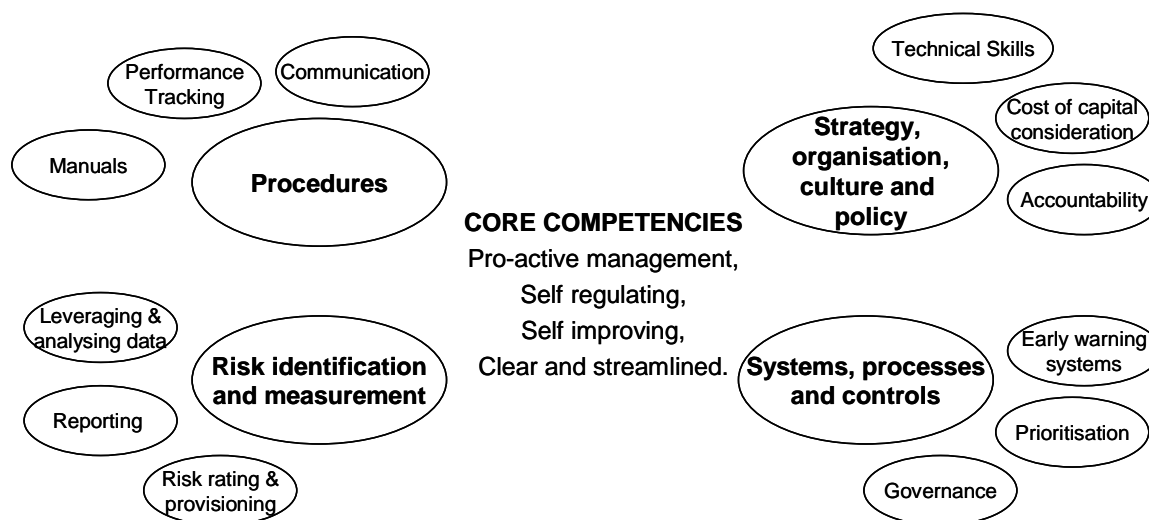 Communication
Performance
Tracking
Manuals
Procedures
Technical Skills
Cost of capital
consideration
Strategy,
organisation,
culture and
policy
Accountability
CORE COMPETENCIES
Pro-active management,
Self regulating,
Self improving,
Clear and streamlined.
Leveraging &
analysing data
Risk identification
and measurement
Reporting
Risk rating &
provisioning
Early warning
systems
Systems, processes
and controls
Prioritisation
Governance